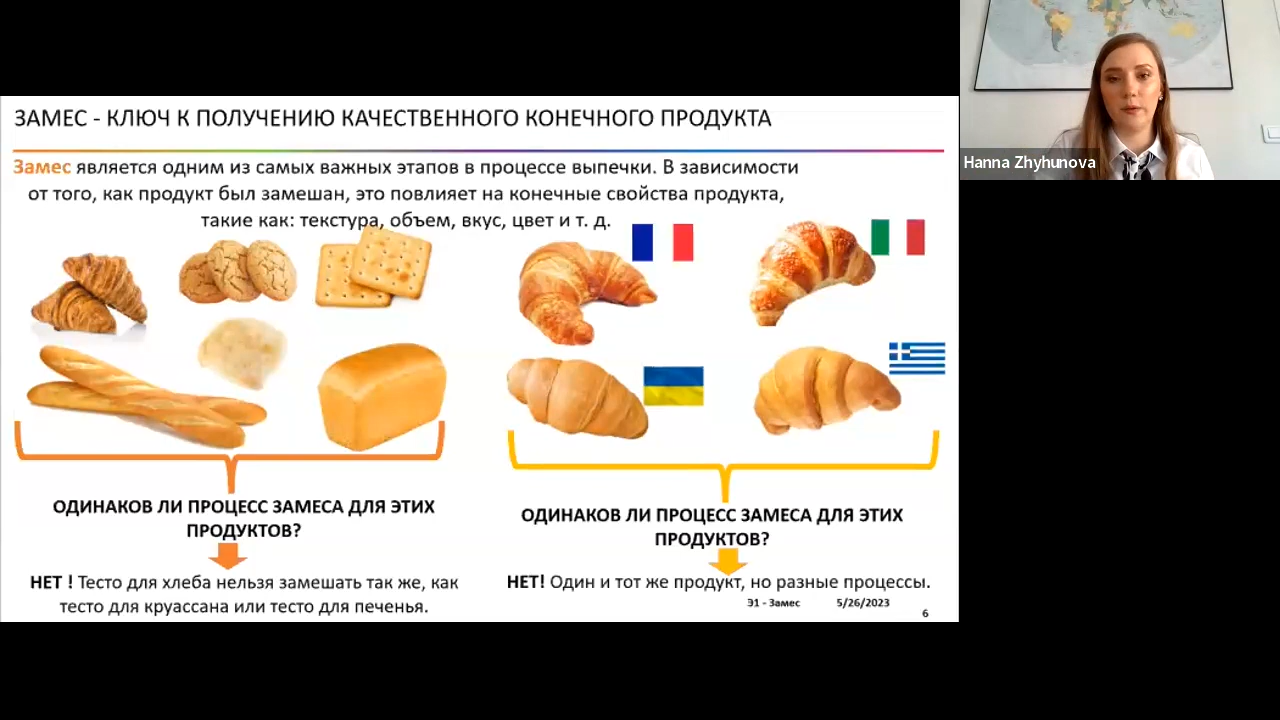 ЗАМЕС - КЛЮЧ К ПОЛУЧЕНИЮ КАЧЕСТВЕННОГО КОНЕЧНОГО ПРОДУКТА
Замес является одним из самых важных этапов в процессе выпечки. В зависимости
от того, как продукт был замешан, это повлияет на конечные свойства продукта,
такие как: текстура, объем, вкус, цвет и т. д.
ОДИНАКОВ ЛИ ПРОЦЕСС ЗАМЕСА ДЛЯ ЭТИХ
ПРОДУКТОВ?
НЕТ ! Тесто для хлеба нельзя замешать так же, как
тесто для круассана или тесто для печенья.
ОДИНАКОВ ЛИ ПРОЦЕСС ЗАМЕСА ДЛЯ ЭТИХ
ПРОДУКТОВ?
НЕТ! Один и тот же продукт, но разные процессы.
Э1 - Замес 5/26/2023
6
Hanna Zhyhunova